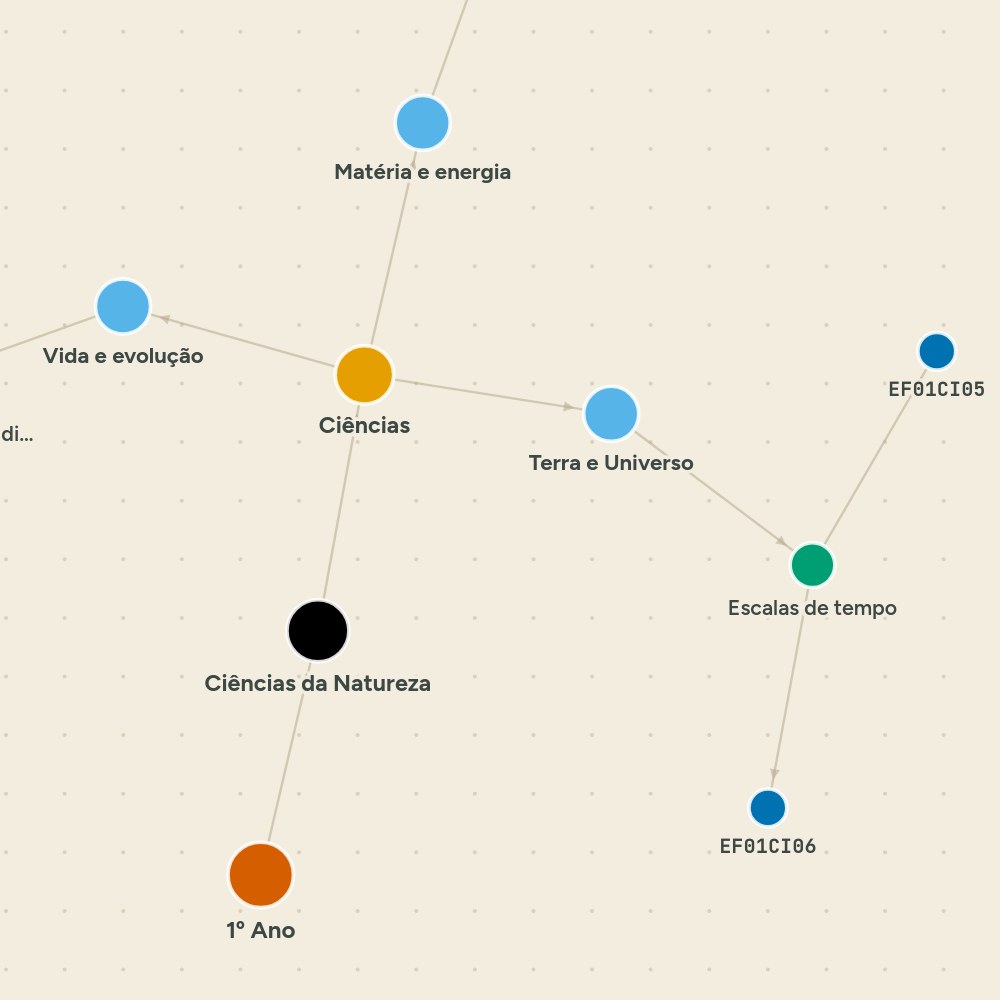 Matéria e energia
Vida e evolução
EF01CI05
Ciências
di...
Terra e Universo
Escalas de tempo
Ciências da Natureza
EF01CI06
1º Ano